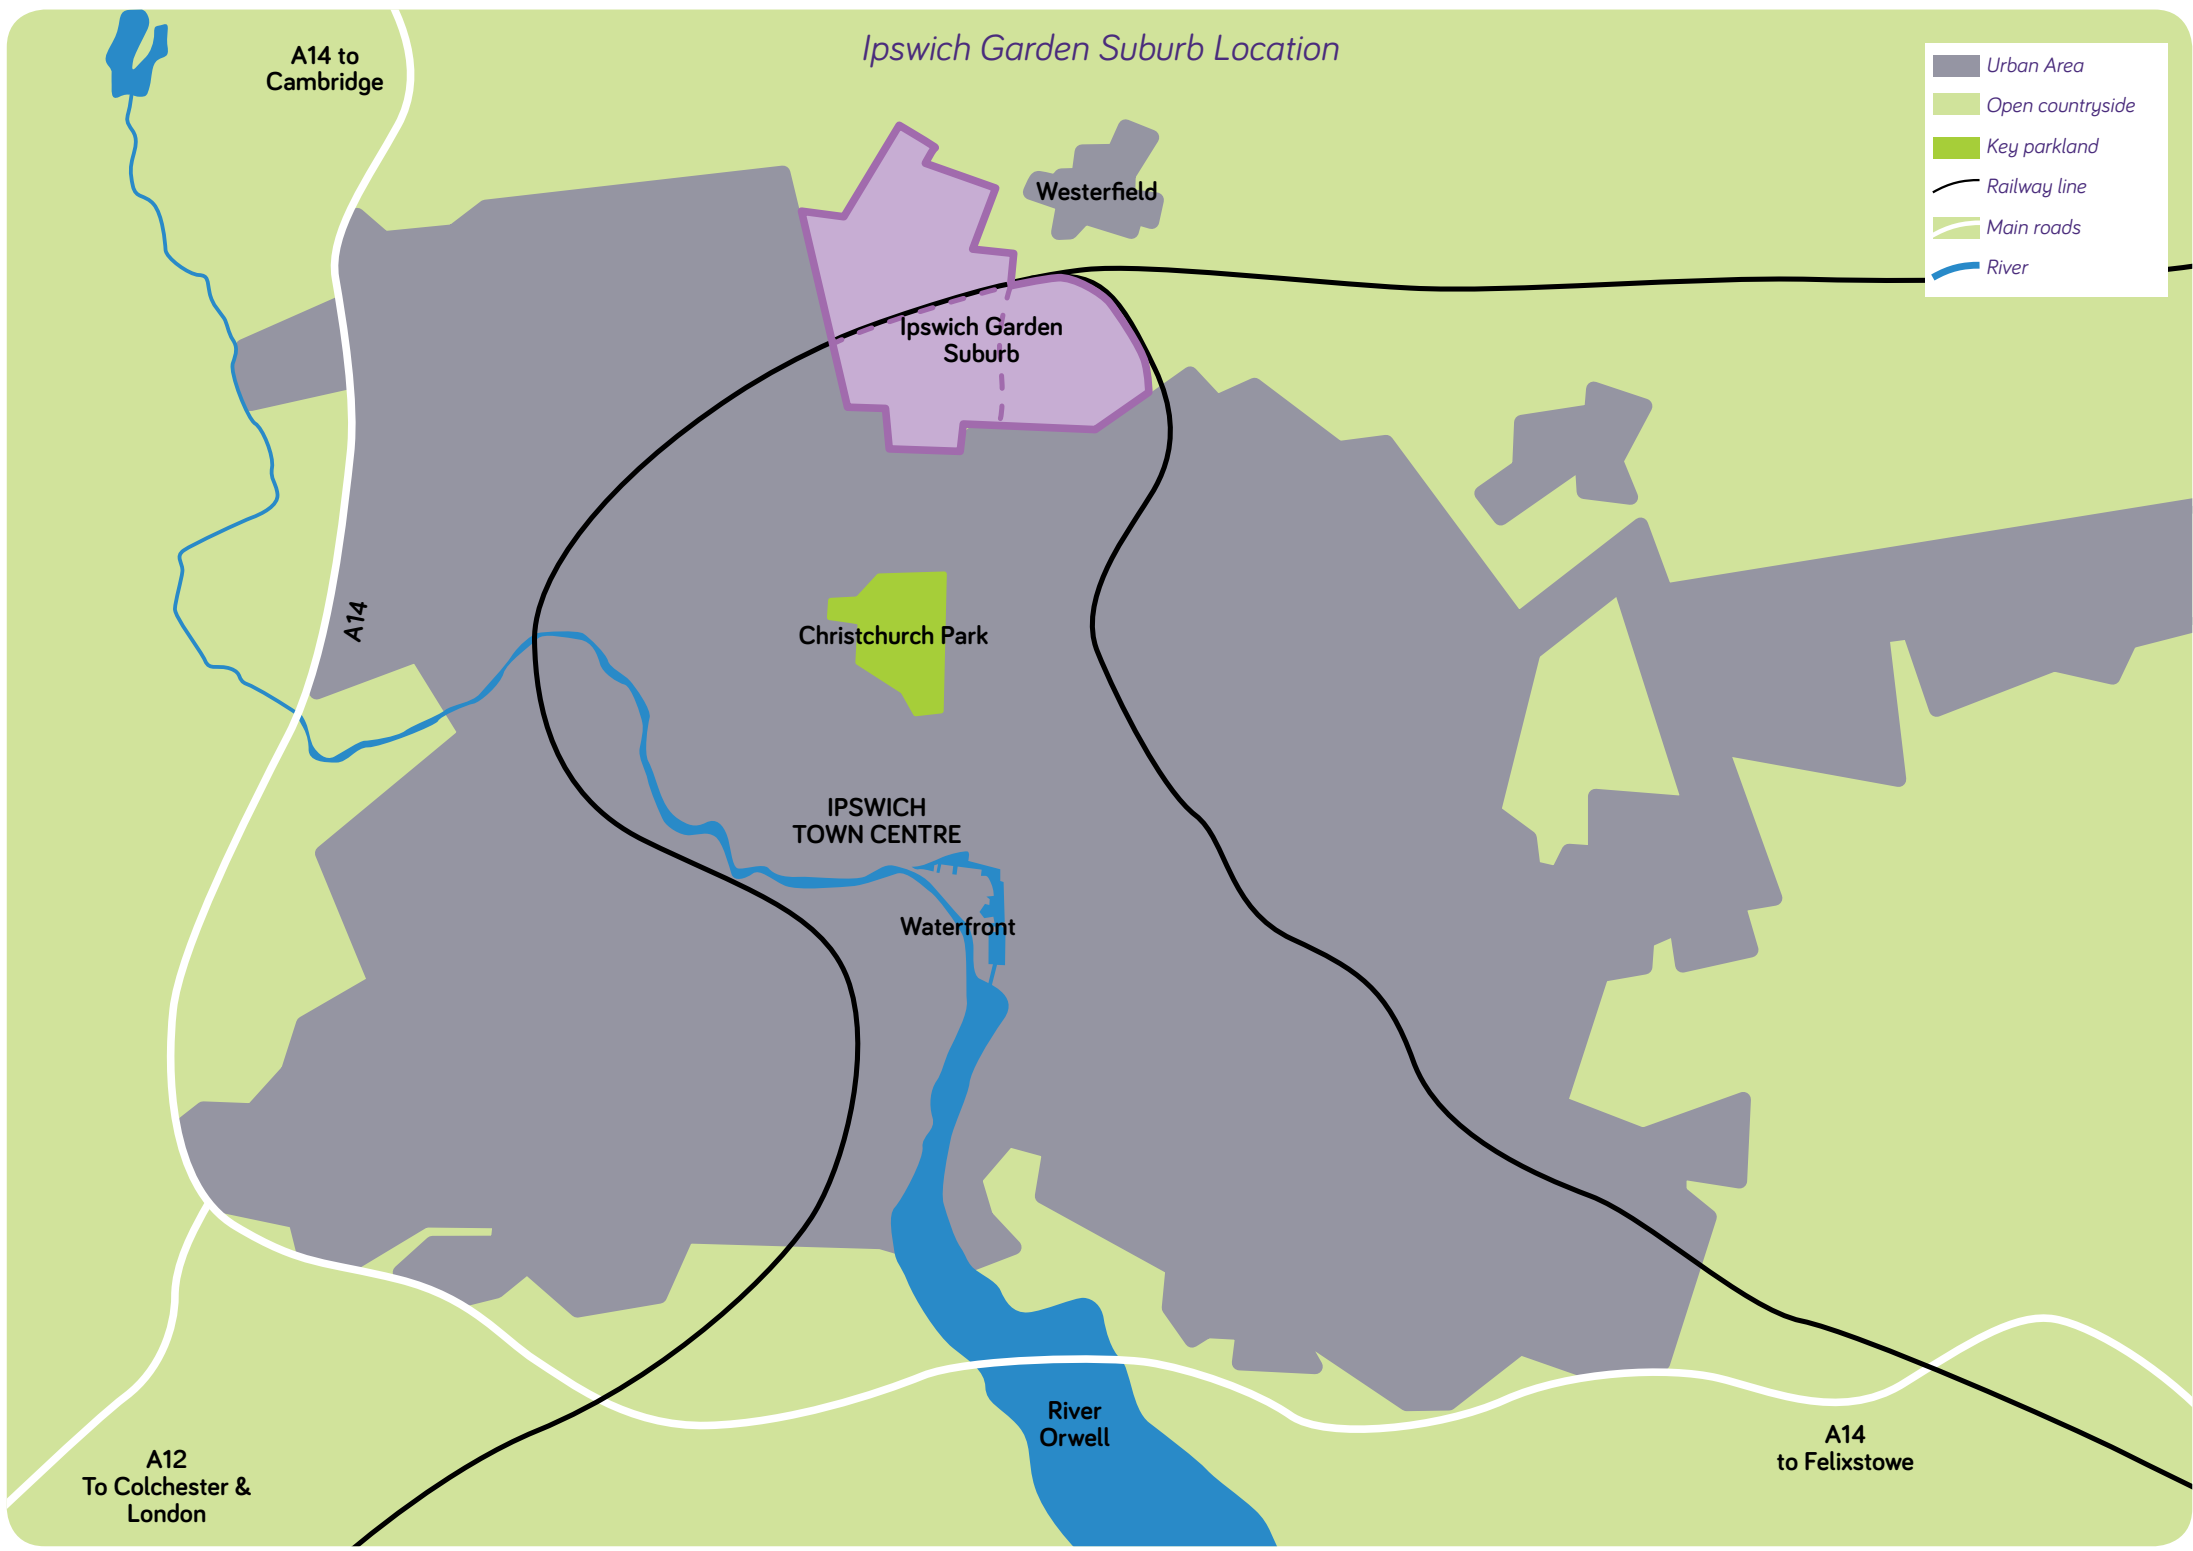 Ipswich Garden Suburb Location
A14 to
Cambridge
Urban Area
Open countryside
Key parkland
Railway line
Main roads
River
Westerfield
Ipswich Garden
Suburb
A14
Christchurch Park
IPSWICH
TOWN CENTRE
Waterfront
River
Orwell
A14
to Felixstowe
A12
To Colchester &
London